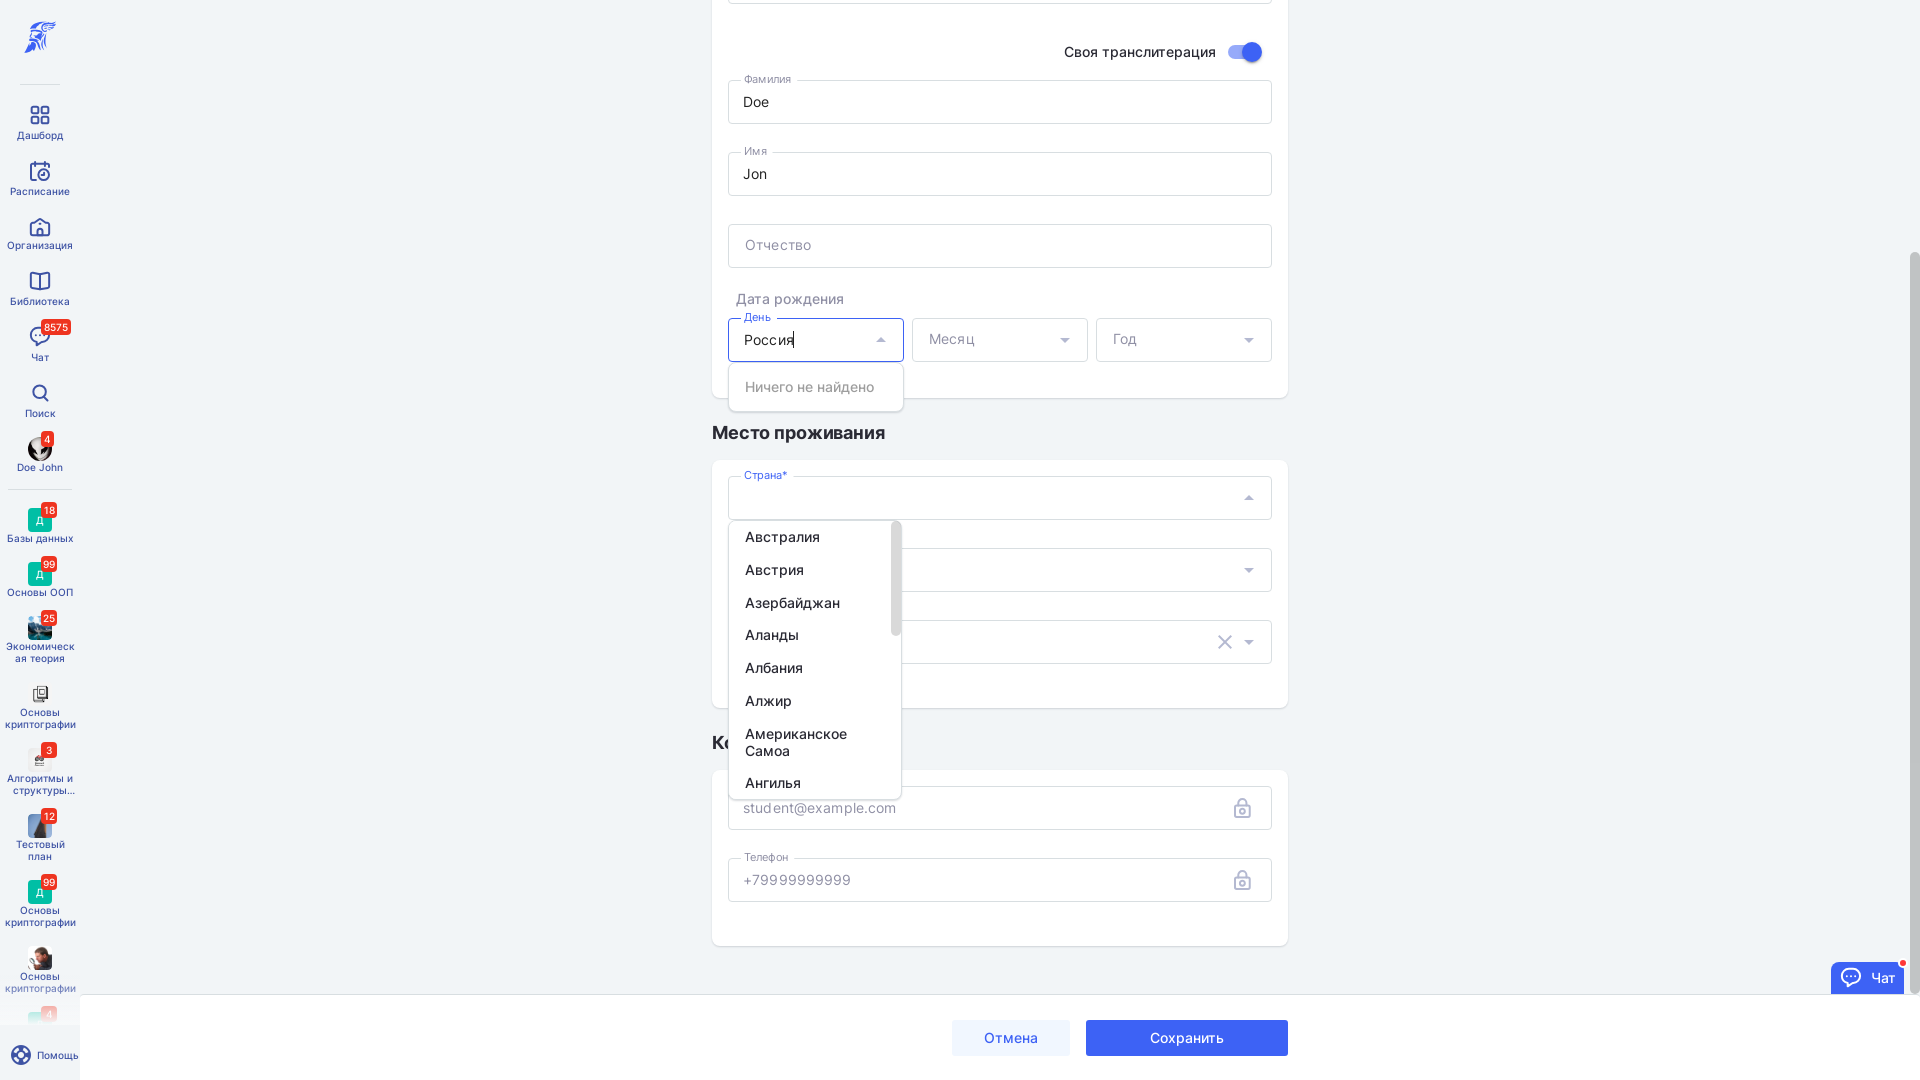 Своя транслитерация
Фамилия
Doe
Имя
Jon
Отчество
Дата рождения
День
Россия
Месяц
Год
Ничего не найдено
Место проживания
Страна*
Австралия
Австрия
Азербайджан
Аланды
Албания
Алжир
Американское
Самоа
Ангилья
student@example.com
Телефон
+79999999999
Отмена
Сохранить
Чат
Дашборд
Расписание
Организация
Библиотека
8575
Чат
Поиск
4
Doe John
18
Д
Базы данных
99
Д
Основы ООП
25
Экономическ
ая теория
Основы
криптографии
3
Алгоритмы и
структуры...
12
Тестовый
план
99
Д
Основы
криптографии
Основы
криптографии
4
Помощь